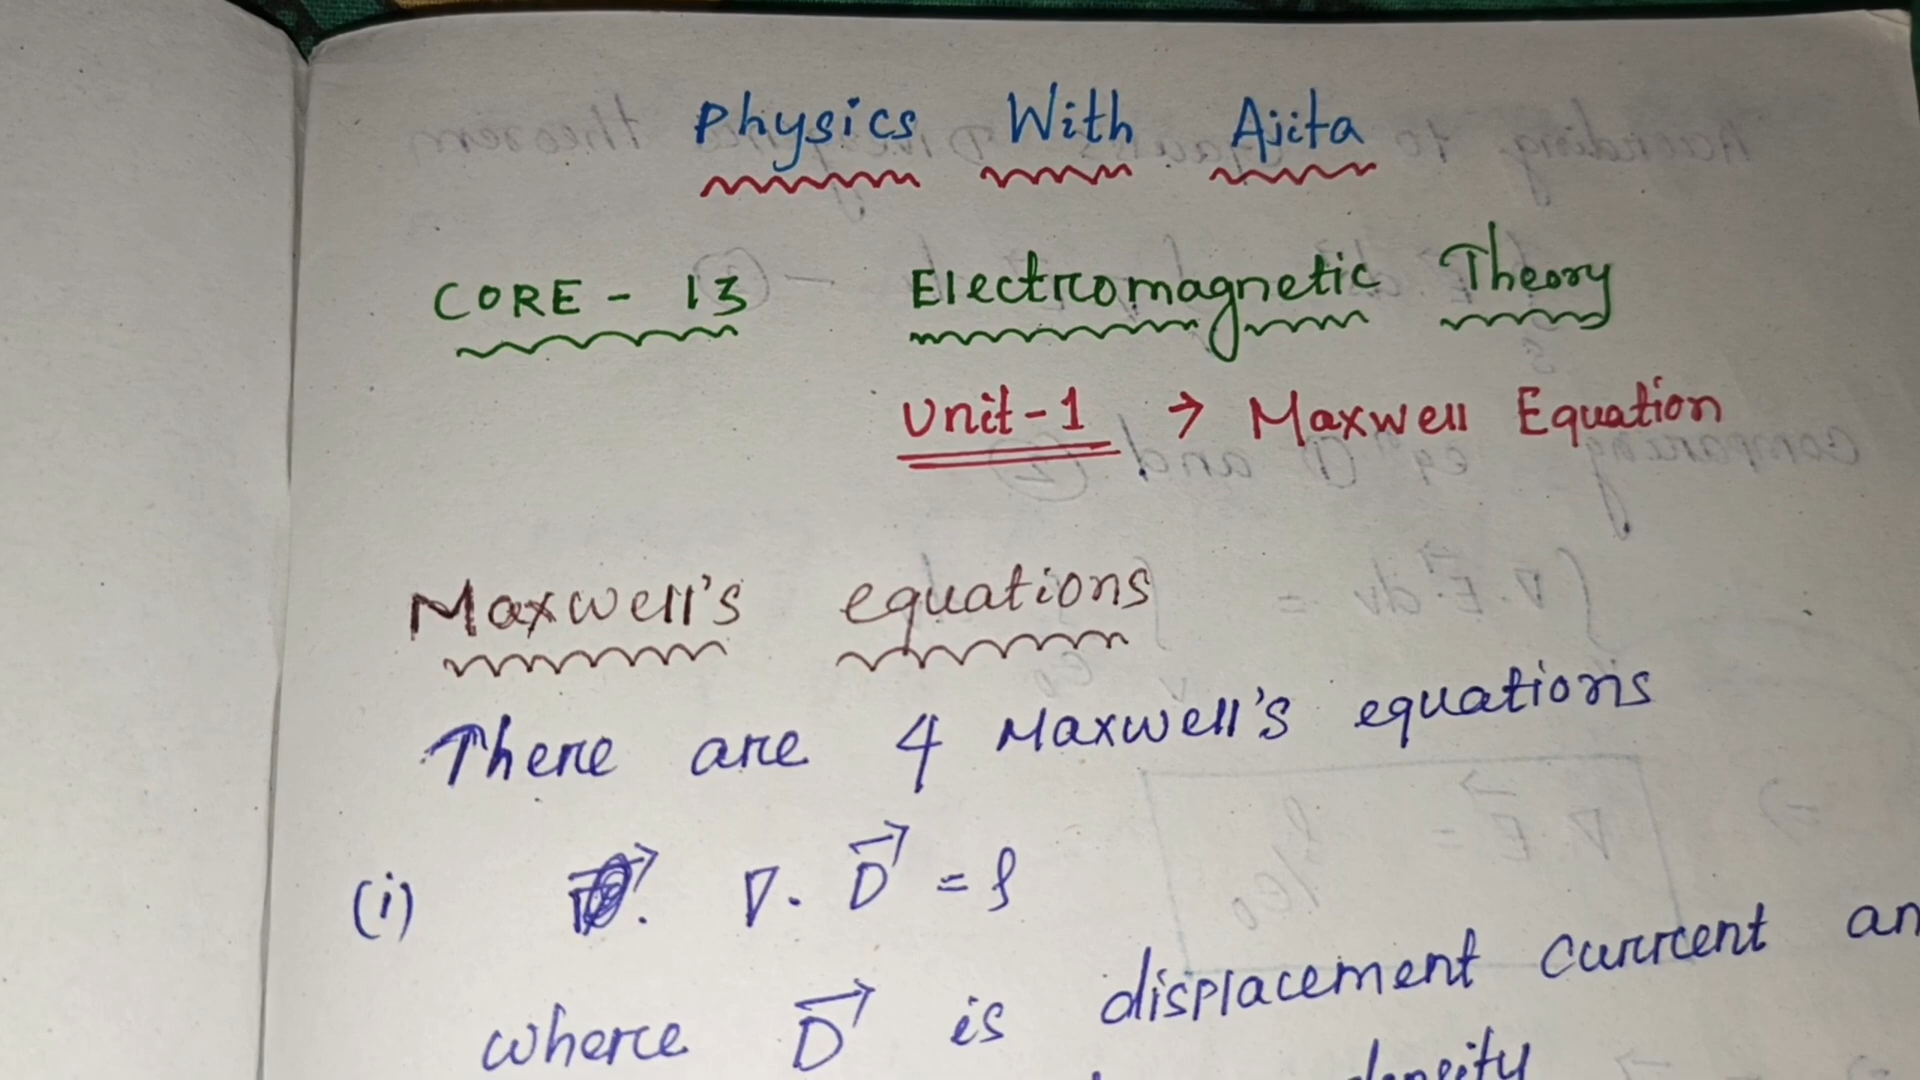 Physics With Ajita
CORE - 13 Electromagnetic Theory
Unit-1 → Maxwell Equation
Maxwell's equations
There are 4 Maxwell's equations
(i) ∇. D⃗ = ρ
where D⃗ is displacement current an
density